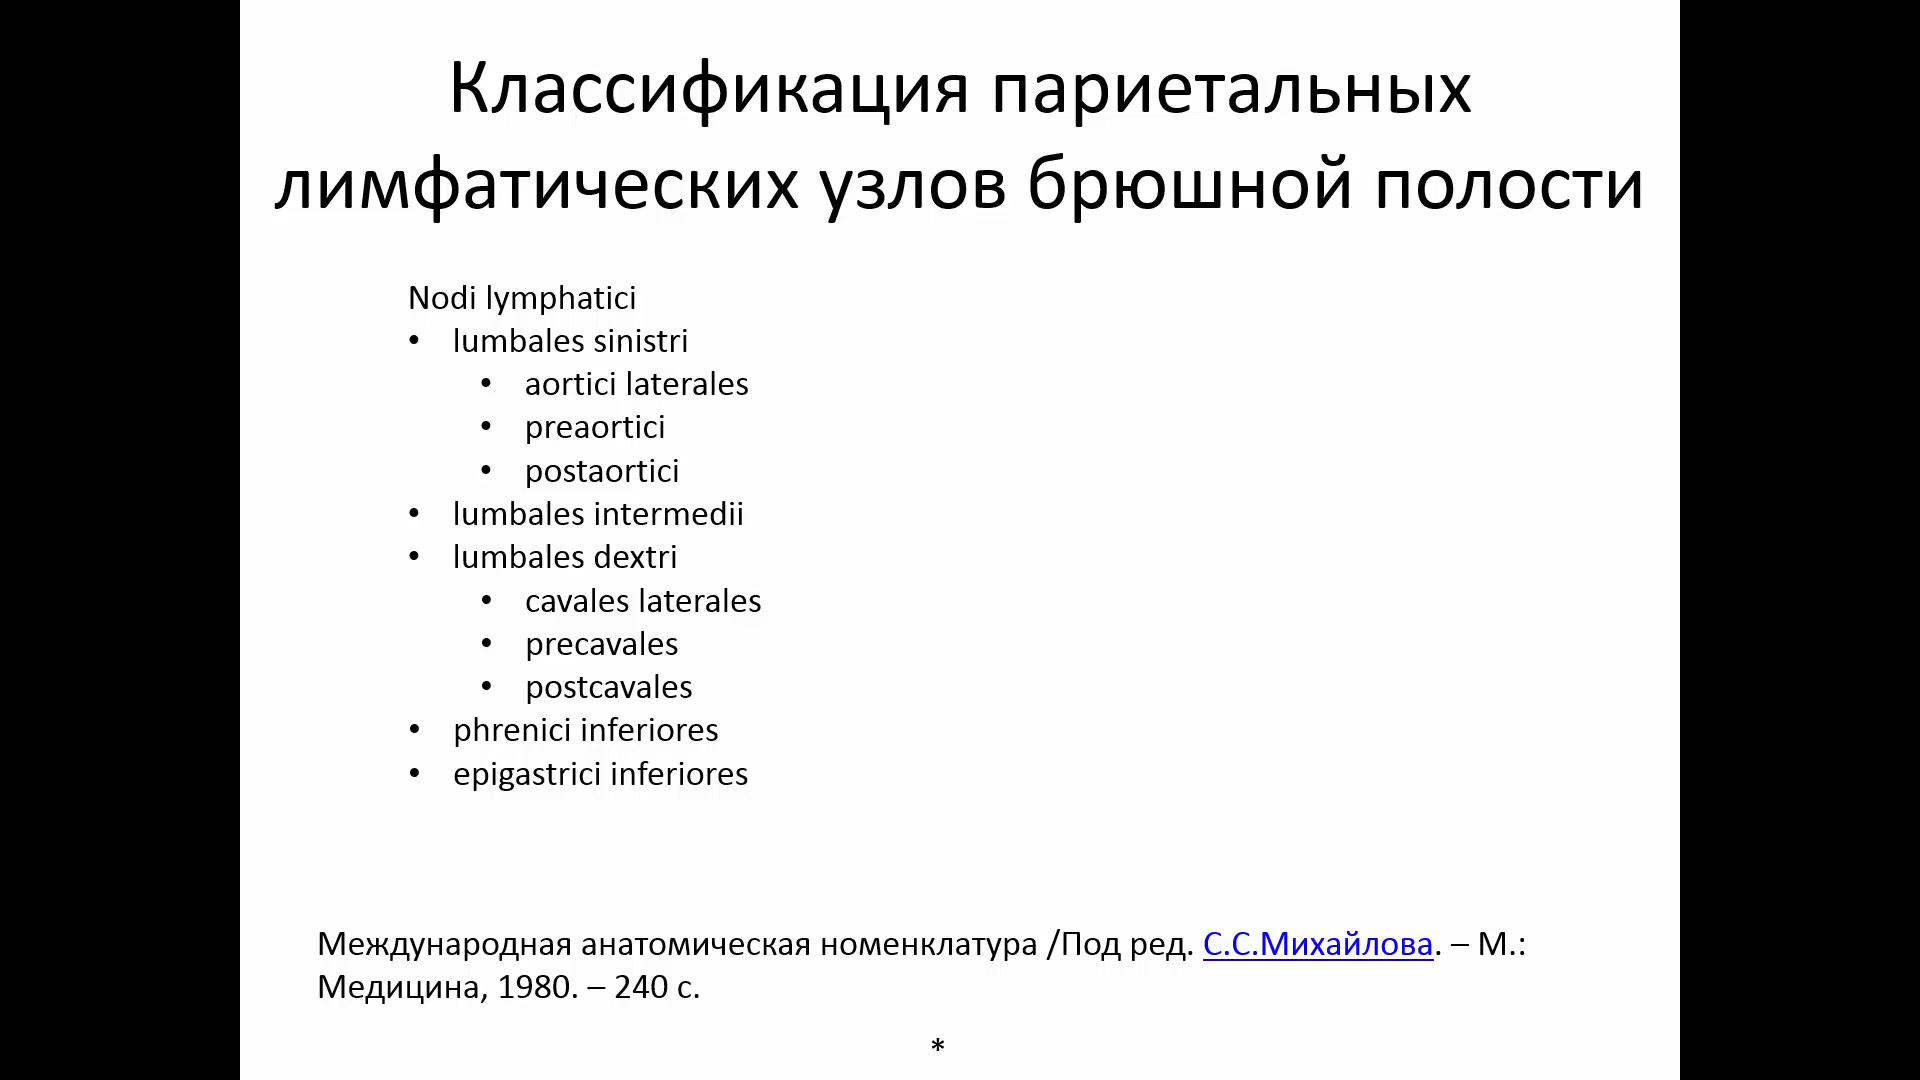 Классификация париетальных
лимфатических узлов брюшной полости
Nodi lymphatici
• lumbales sinistri
• aortici laterales
• preaortici
• postaortici
• lumbales intermedii
• lumbales dextri
• cavales laterales
• precavales
• postcavales
• phrenici inferiores
• epigastrici inferiores
Международная анатомическая номенклатура /Под ред. С.С.Михайлова. – М.:
Медицина, 1980. – 240 с.
*